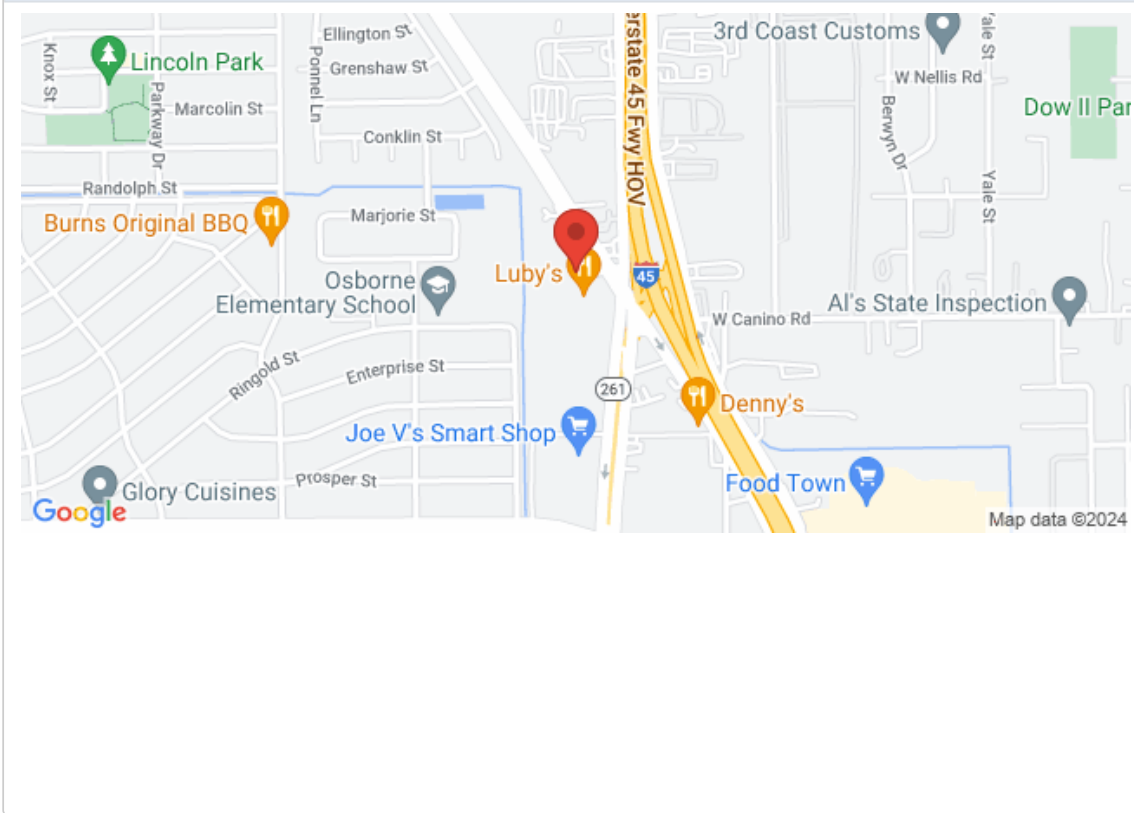 Ellington St
3rd Coast Customs
Yale St
Knox St
Lincoln Park
Ponnel Ln
Grenshaw St
erstate 45 Fwy HOV
W Nellis Rd
Parkway Dr
Marcolin St
Berwyn Dr
Dow II Par
Conklin St
Yale St
Randolph St
Burns Original BBQ
Marjorie St
Luby's
45
Osborne
Elementary School
Al's State Inspection
W Canino Rd
Ringold St
Enterprise St
261
Denny's
Joe V's Smart Shop
Prosper St
Food Town
Glory Cuisines
Google
Map data ©2024